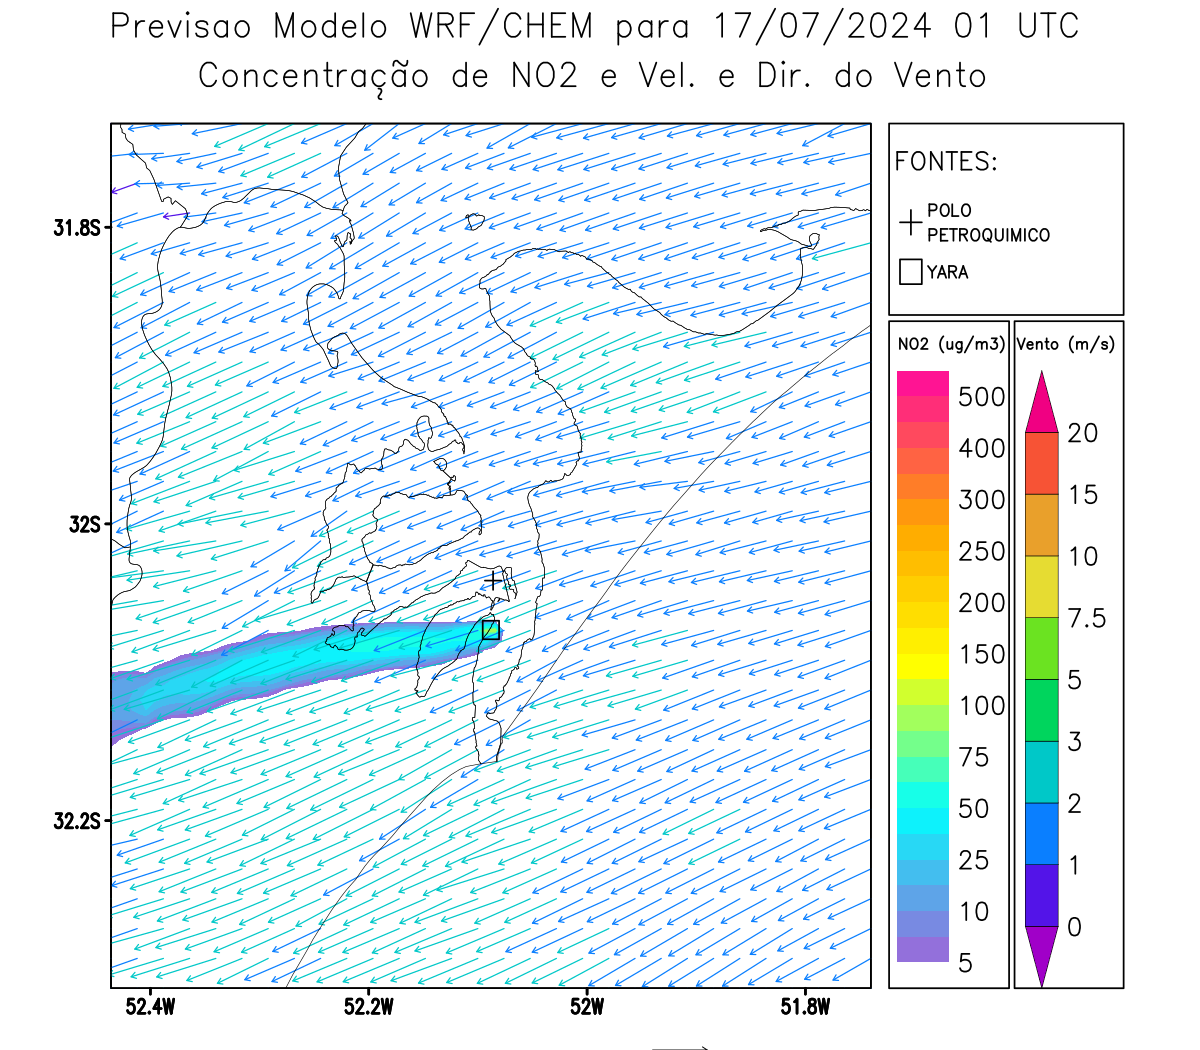 Previsao Modelo WRF/CHEM para 17/07/2024 01 UTC
Concentração de NO2 e Vel. e Dir. do Vento
FONTES:
POLO
PETROQUIMICO
YARA
31.8S
32S
32.2S
52.4W
52.2W
52W
51.8W
NO2 (ug/m3)
500
400
300
250
200
150
100
75
50
25
10
5
Vento (m/s)
20
15
10
7.5
5
3
2
1
0